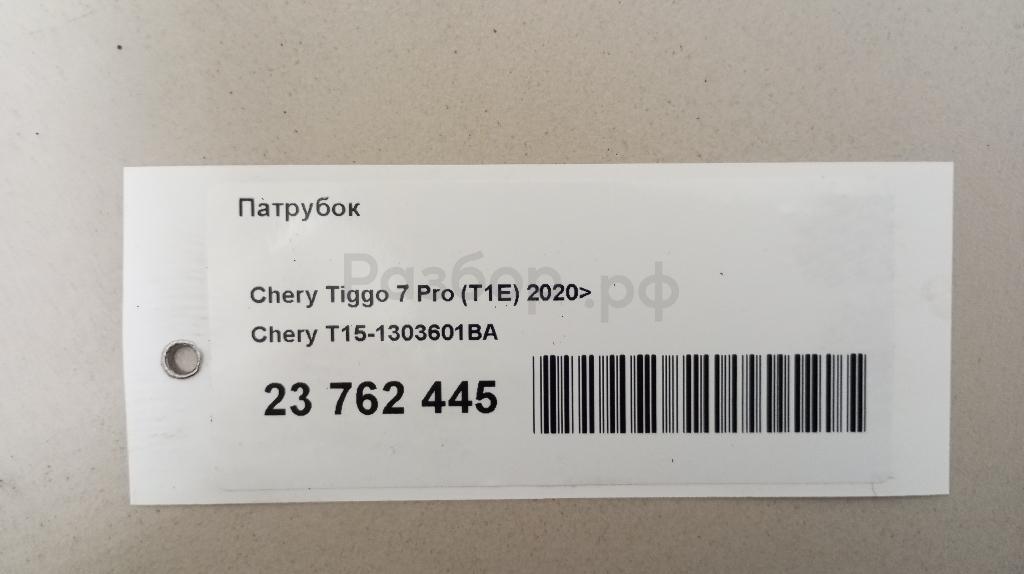 Патрубок
Разбор.рф
Chery Tiggo 7 Pro (T1E) 2020>
Chery T15-1303601BA
23 762 445